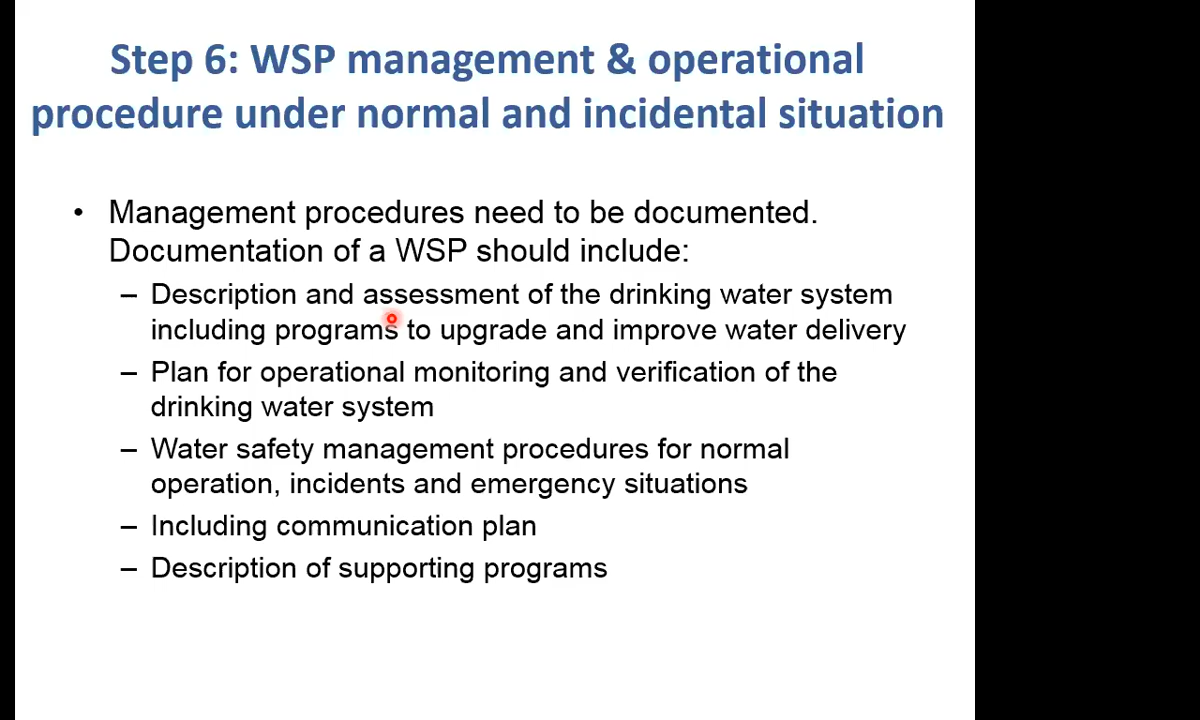 Step 6: WSP management & operational
procedure under normal and incidental situation
• Management procedures need to be documented.
Documentation of a WSP should include:
– Description and assessment of the drinking water system
including programs to upgrade and improve water delivery
– Plan for operational monitoring and verification of the
drinking water system
– Water safety management procedures for normal
operation, incidents and emergency situations
– Including communication plan
– Description of supporting programs